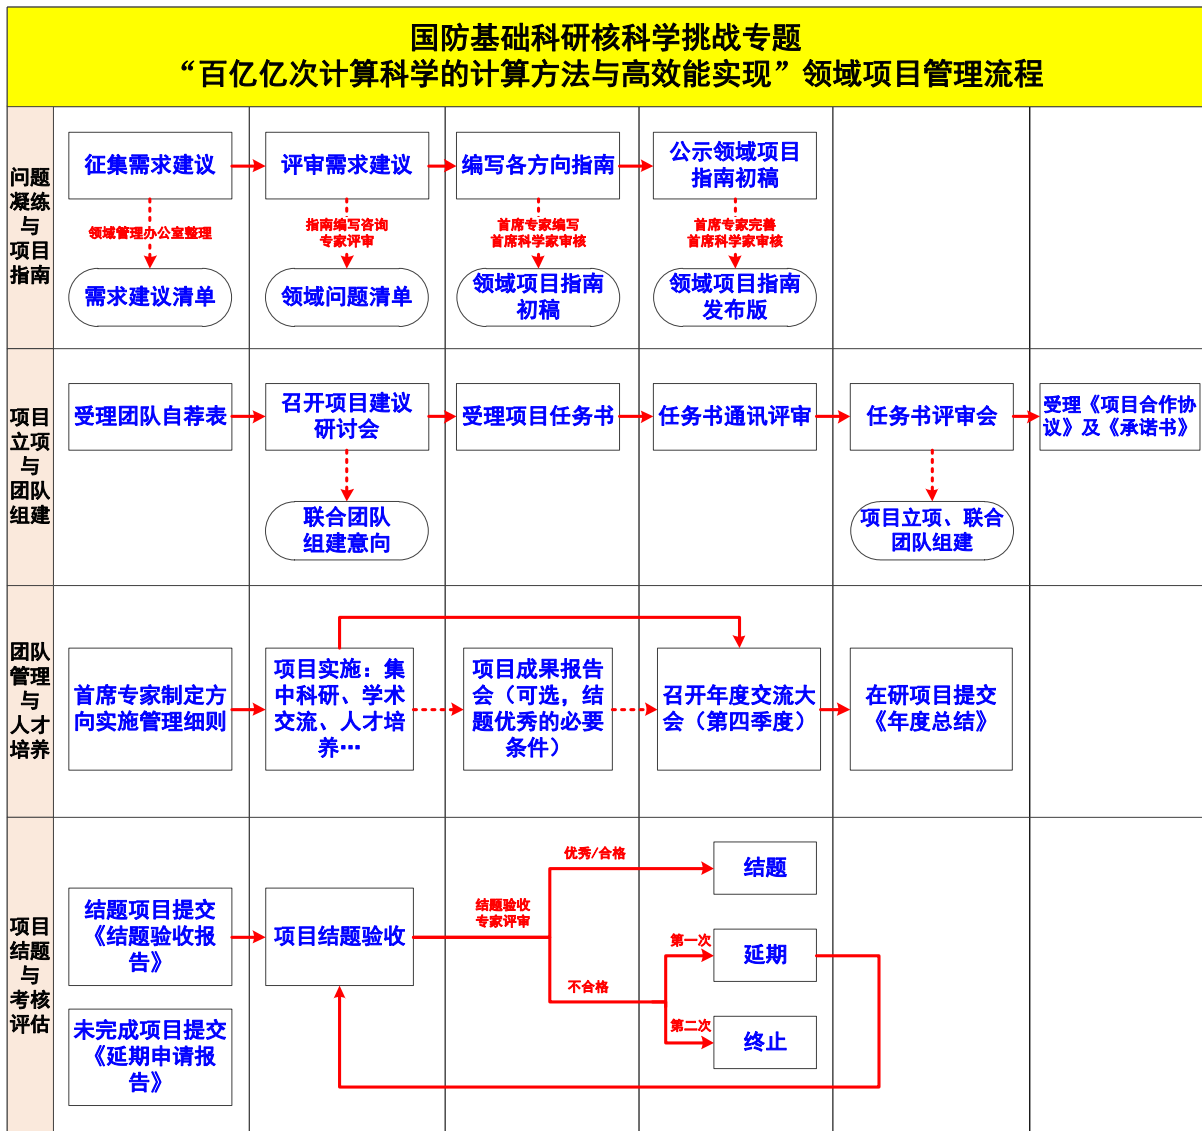 国防基础科研核科学挑战专题
“百亿亿次计算科学的计算方法与高效能实现”领域项目管理流程
问题
凝练
与
项目
指南
征集需求建议
评审需求建议
编写各方向指南
公示领域项目
指南初稿
领域管理办公室整理
指南编写咨询
专家评审
首席专家编写
首席科学家审核
首席专家完善
首席科学家审核
需求建议清单
领域问题清单
领域项目指南
初稿
领域项目指南
发布版
项目
立项
与
团队
组建
受理团队自荐表
召开项目建议
研讨会
受理项目任务书
任务书通讯评审
任务书评审会
受理《项目合作协
议》及《承诺书》
联合团队
组建意向
项目立项、联合
团队组建
团队
管理
与
人才
培养
首席专家制定方
向实施管理细则
项目实施：集
中科研、学术
交流、人才培
养…
项目成果报告
会（可选，结
题优秀的必要
条件）
召开年度交流大
会（第四季度）
在研项目提交
《年度总结》
项目
结题
与
考核
评估
结题项目提交
《结题验收报
告》
项目结题验收
结题验收
专家评审
优秀/合格
结题
不合格
第一次
延期
第二次
终止
未完成项目提交
《延期申请报
告》